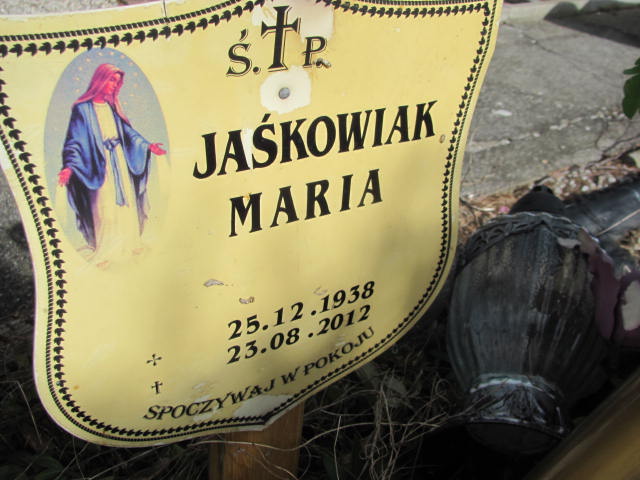 Ś. † P.
JAŚKOWIAK
MARIA
* 25.12.1938
† 23.08.2012
SPOCZYWAJ W POKOJU